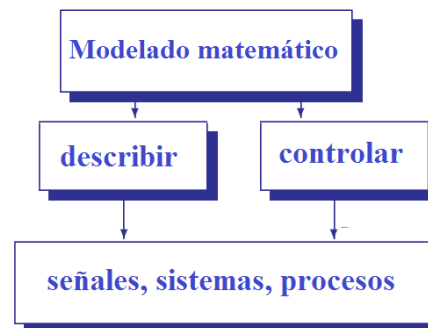 Modelado matemático
describir
controlar
señales, sistemas, procesos